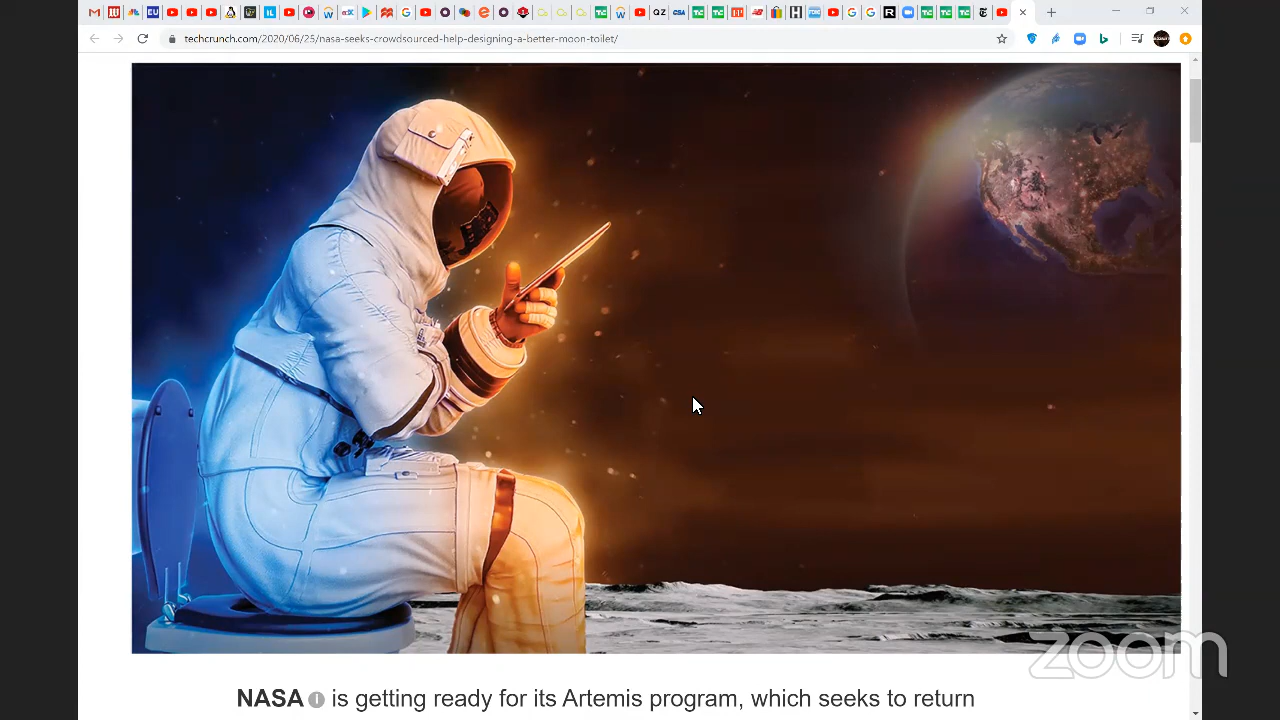 techcrunch.com/2020/06/25/nasa-seeks-crowdsourced-help-designing-a-better-moon-toilet/
NASA is getting ready for its Artemis program, which seeks to return
zoom